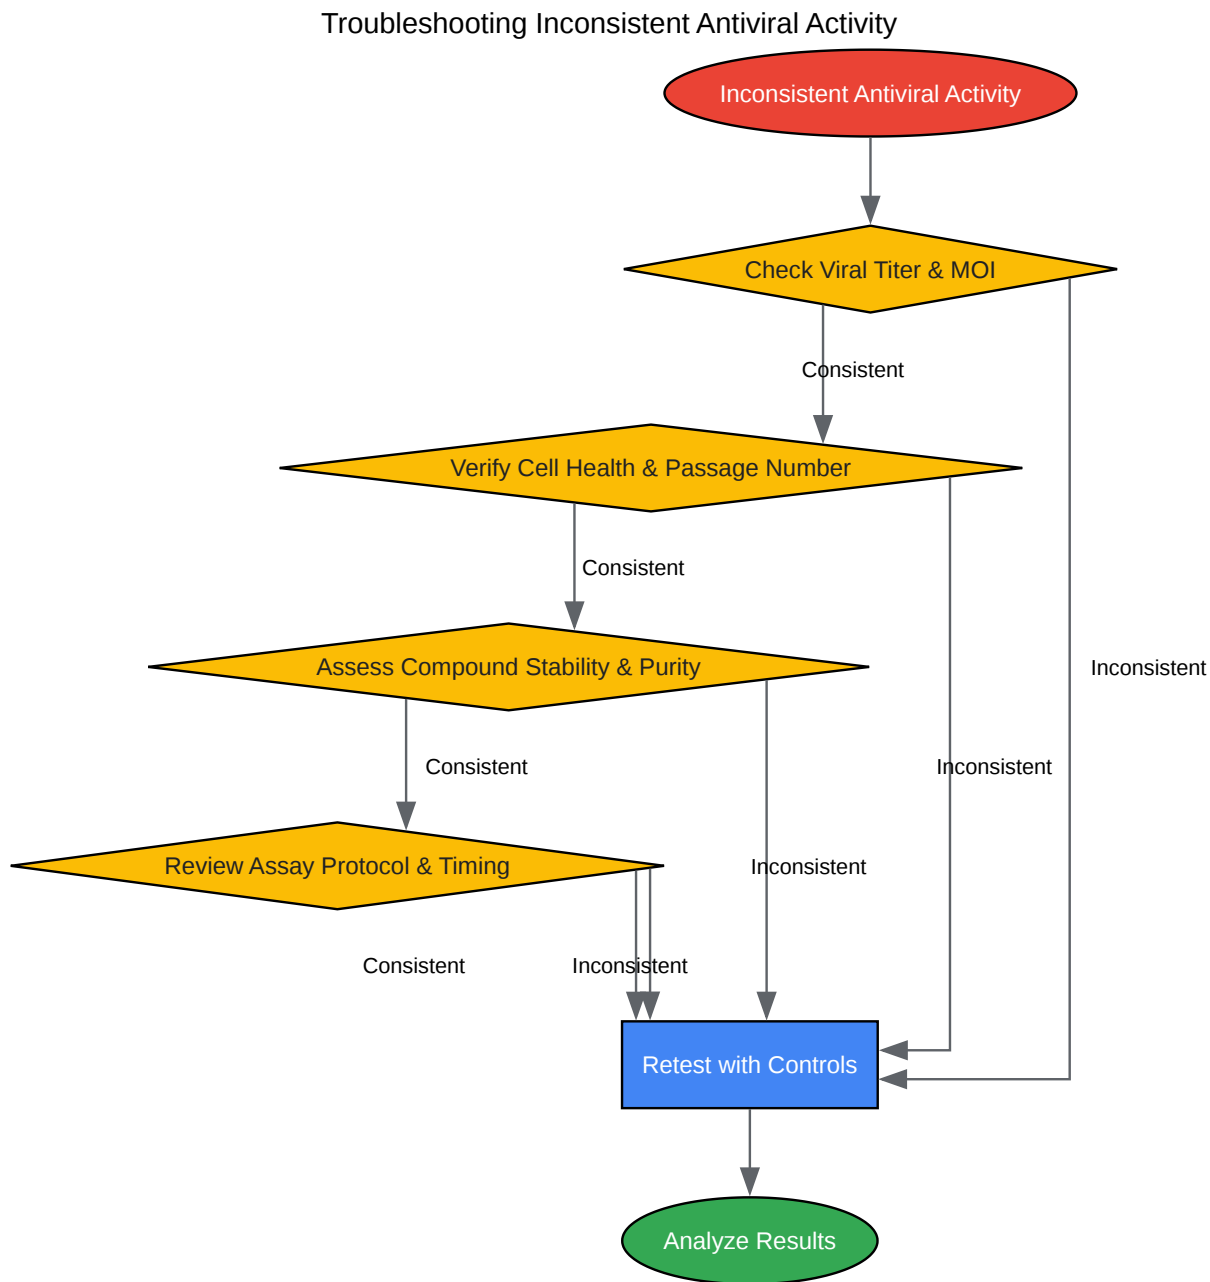 Troubleshooting Inconsistent Antiviral Activity
Inconsistent Antiviral Activity
Check Viral Titer & MOI
Consistent
Verify Cell Health & Passage Number
Consistent
Assess Compound Stability & Purity
Inconsistent
Consistent
Inconsistent
Review Assay Protocol & Timing
Inconsistent
Consistent
Inconsistent
Retest with Controls
Analyze Results